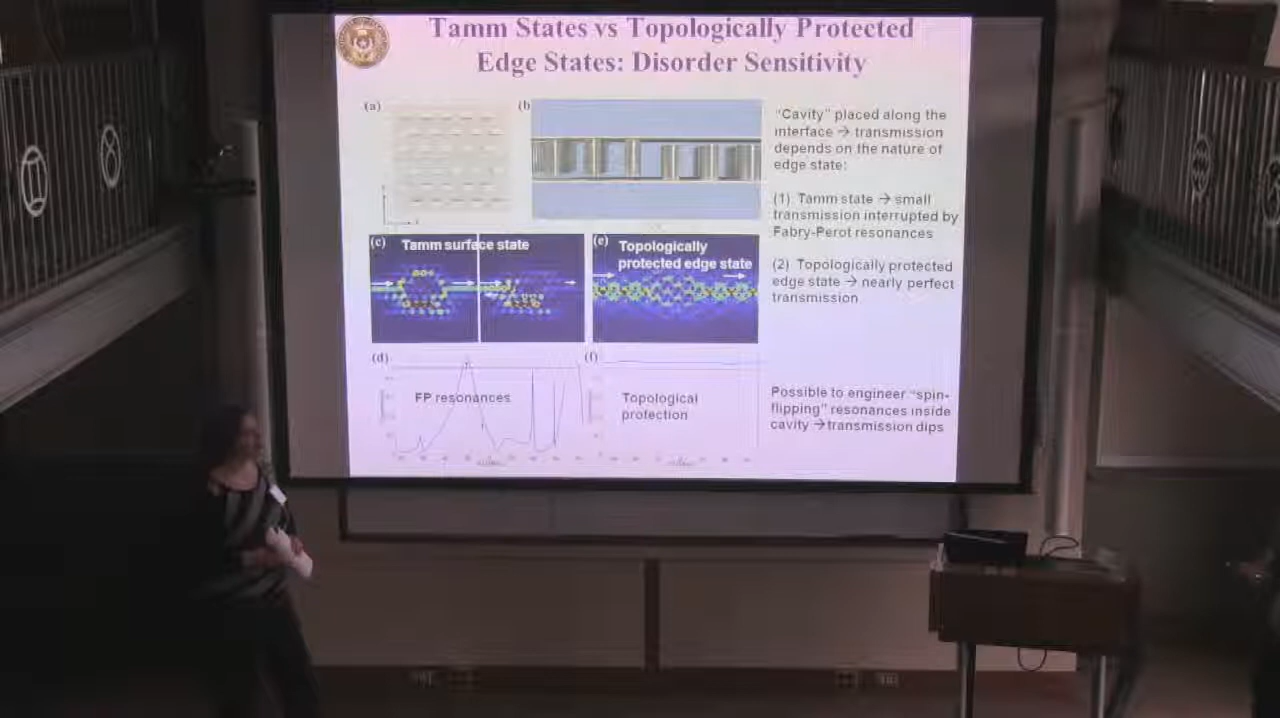 Tamm States vs Topologically Protected
Edge States: Disorder Sensitivity
(a)
(b)
"Cavity" placed along the
interface → transmission
depends on the nature of
edge state:
(1) Tamm state → small
transmission interrupted by
Fabry-Perot resonances
(2) Topologically protected
edge state → nearly perfect
transmission
(c) Tamm surface state
(e) Topologically
protected edge state
(d)
FP resonances
(f)
Topological
protection
Possible to engineer "spin-
flipping" resonances inside
cavity →transmission dips